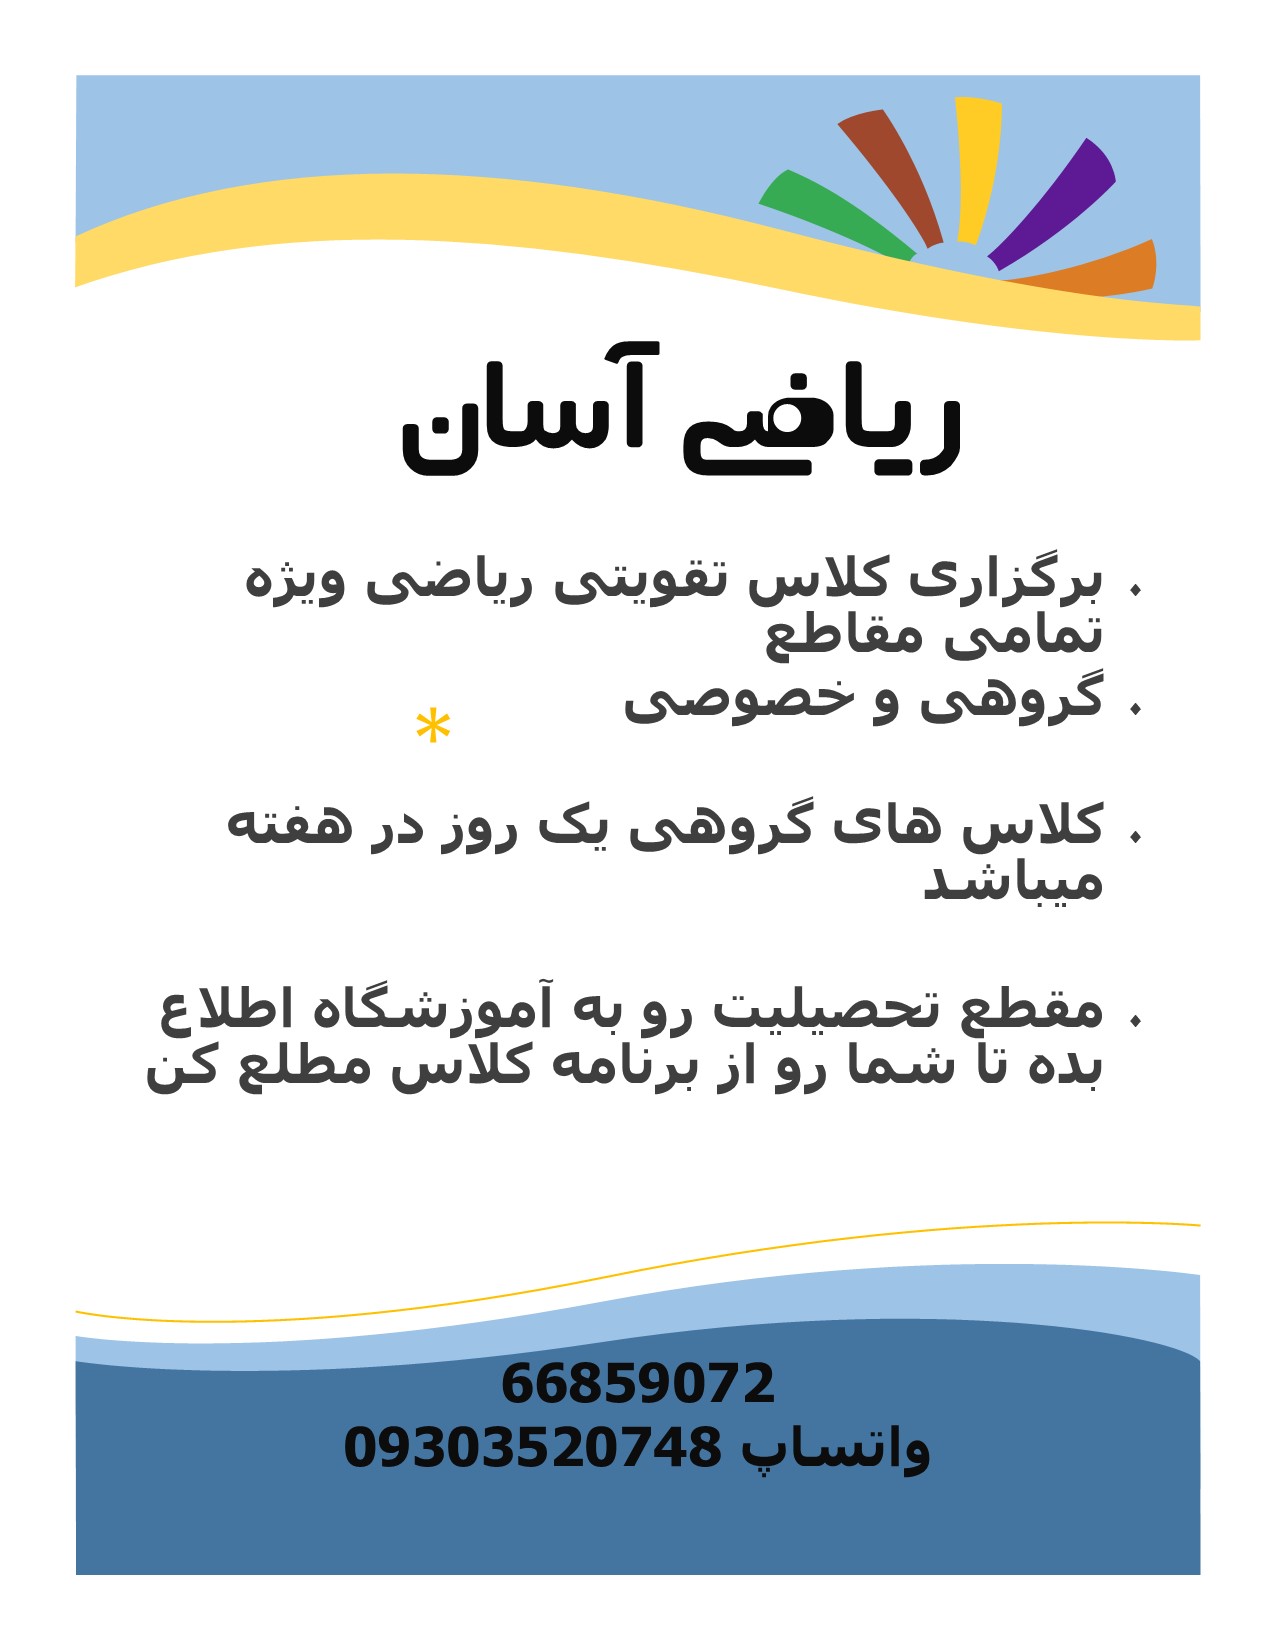 ریاضی آسان
برگزاری کلاس تقویتی ریاضی ویژه
تمامی مقاطع
گروهی و خصوصی
*
کلاس های گروهی یک روز در هفته
میباشد
مقطع تحصیلیت رو به آموزشگاه اطلاع
بده تا شما رو از برنامه کلاس مطلع کن
66859072
واتساپ 09303520748